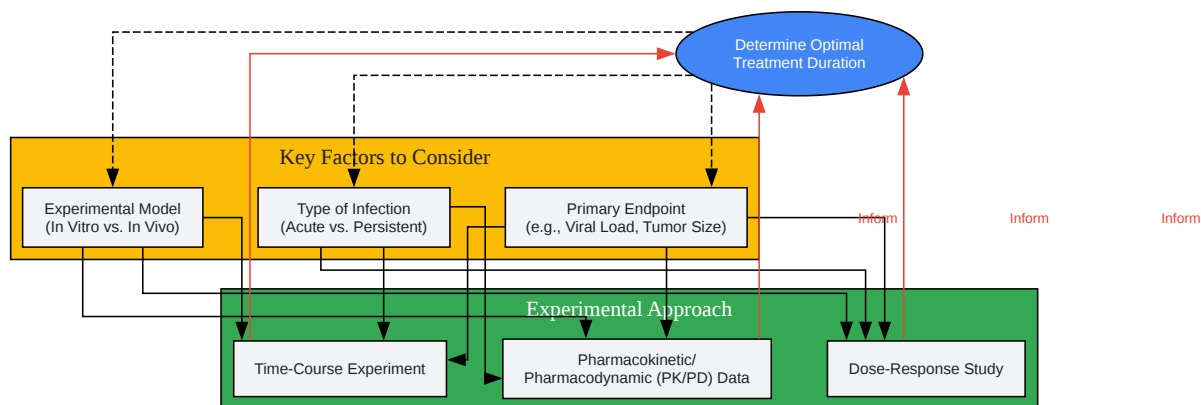 Determine Optimal
Treatment Duration
Key Factors to Consider
Experimental Model
(In Vitro vs. In Vivo)
Type of Infection
(Acute vs. Persistent)
Primary Endpoint
(e.g., Viral Load, Tumor Size)
Inform
Inform
Inform
Experimental Approach
Time-Course Experiment
Pharmacokinetic/
Pharmacodynamic (PK/PD) Data
Dose-Response Study